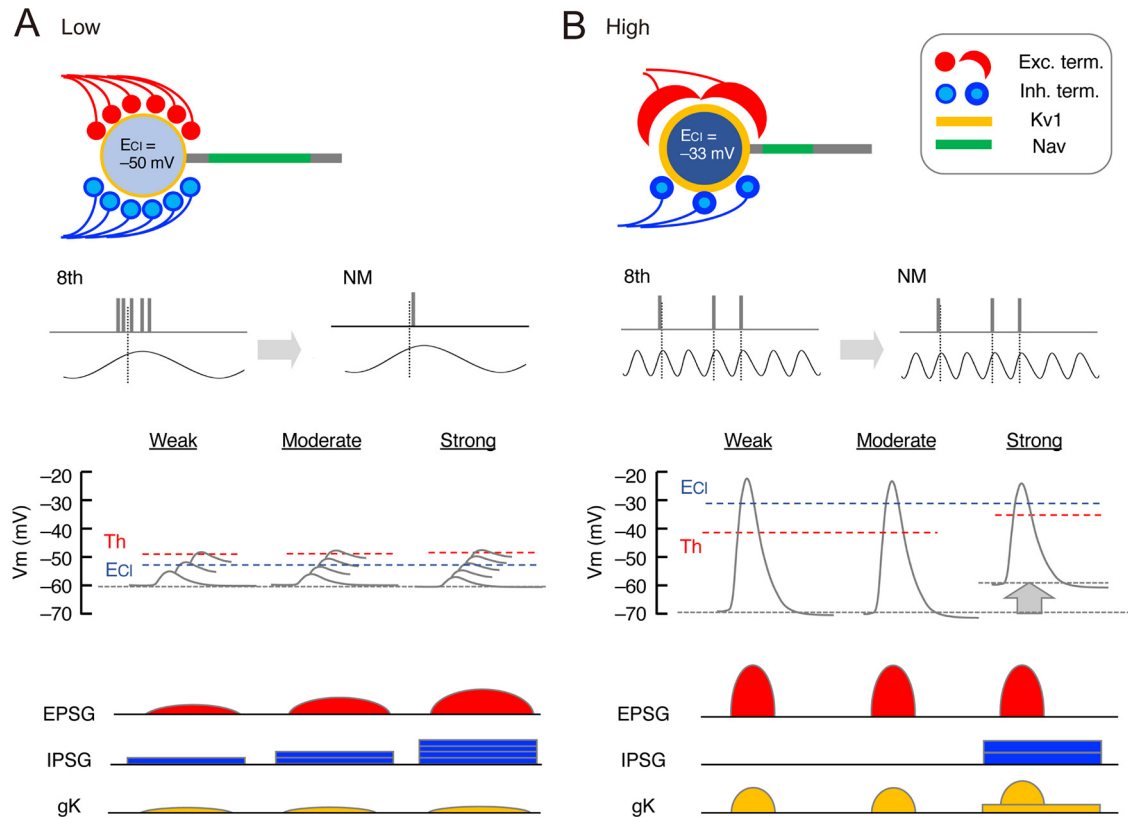 A Low
ECl =
–50 mV
8th NM
Weak Moderate Strong
Vm (mV)
–20
–30
–40
–50
–60
–70
Th
ECl
EPSG
IPSG
gK
B High
ECl =
–33 mV
Exc. term.
Inh. term.
Kv1
Nav
8th NM
Weak Moderate Strong
Vm (mV)
–20
–30
–40
–50
–60
–70
ECl
Th
EPSG
IPSG
gK